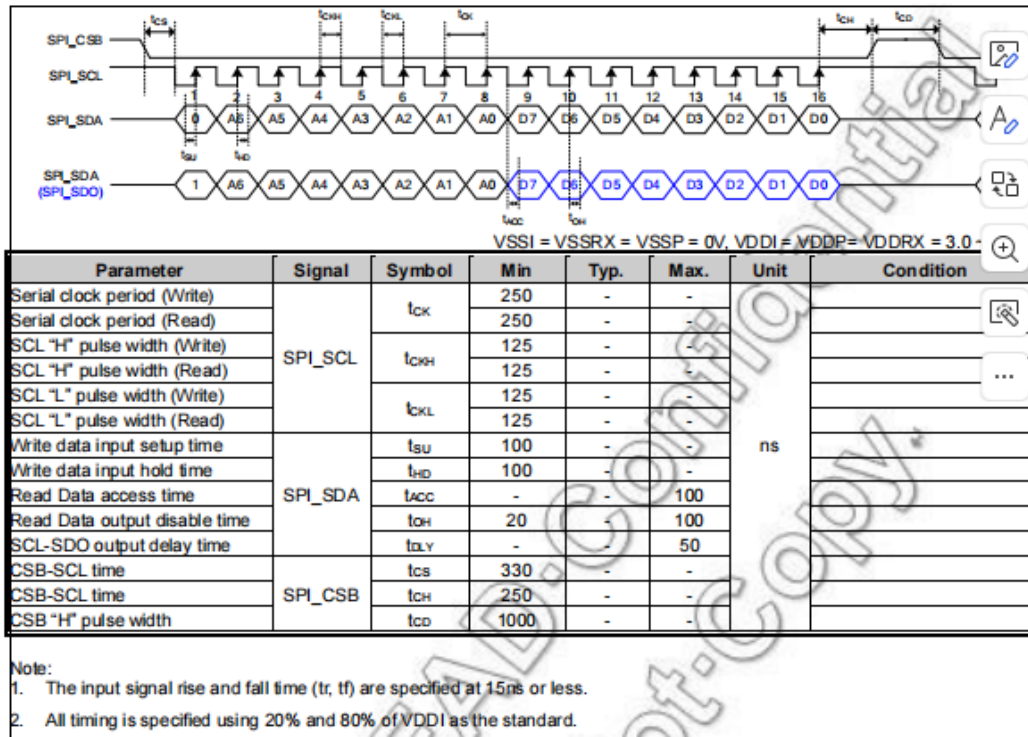 tCS tCKH tCKL tCK tCH tCD
SPI_CSB
SPI_SCL
1 2 3 4 5 6 7 8 9 10 11 12 13 14 15 16
SPI_SDA 0 A6 A5 A4 A3 A2 A1 A0 D7 D6 D5 D4 D3 D2 D1 D0
tSU tHD
SPI_SDA
(SPI_SDO) 1 A6 A5 A4 A3 A2 A1 A0 D7 D6 D5 D4 D3 D2 D1 D0
tACC tOH
VSSI = VSSRX = VSSP = 0V, VDDI = VDDP= VDDRX = 3.0 ~
Parameter Signal Symbol Min Typ. Max. Unit Condition
Serial clock period (Write) SPI_SCL tCK 250 - - ns
Serial clock period (Read) 250 - -
SCL “H” pulse width (Write) tCKH 125 - -
SCL “H” pulse width (Read) 125 - -
SCL “L” pulse width (Write) tCKL 125 - -
SCL “L” pulse width (Read) 125 - -
Write data input setup time SPI_SDA tSU 100 - -
Write data input hold time tHD 100 - -
Read Data access time tACC - - 100
Read Data output disable time tOH 20 - 100
SCL-SDO output delay time tDLY - - 50
CSB-SCL time SPI_CSB tCS 330 - -
CSB-SCL time tCH 250 - -
CSB “H” pulse width tCD 1000 - -
Note:
1. The input signal rise and fall time (tr, tf) are specified at 15ns or less.
2. All timing is specified using 20% and 80% of VDDI as the standard.
Confidential
Copy.